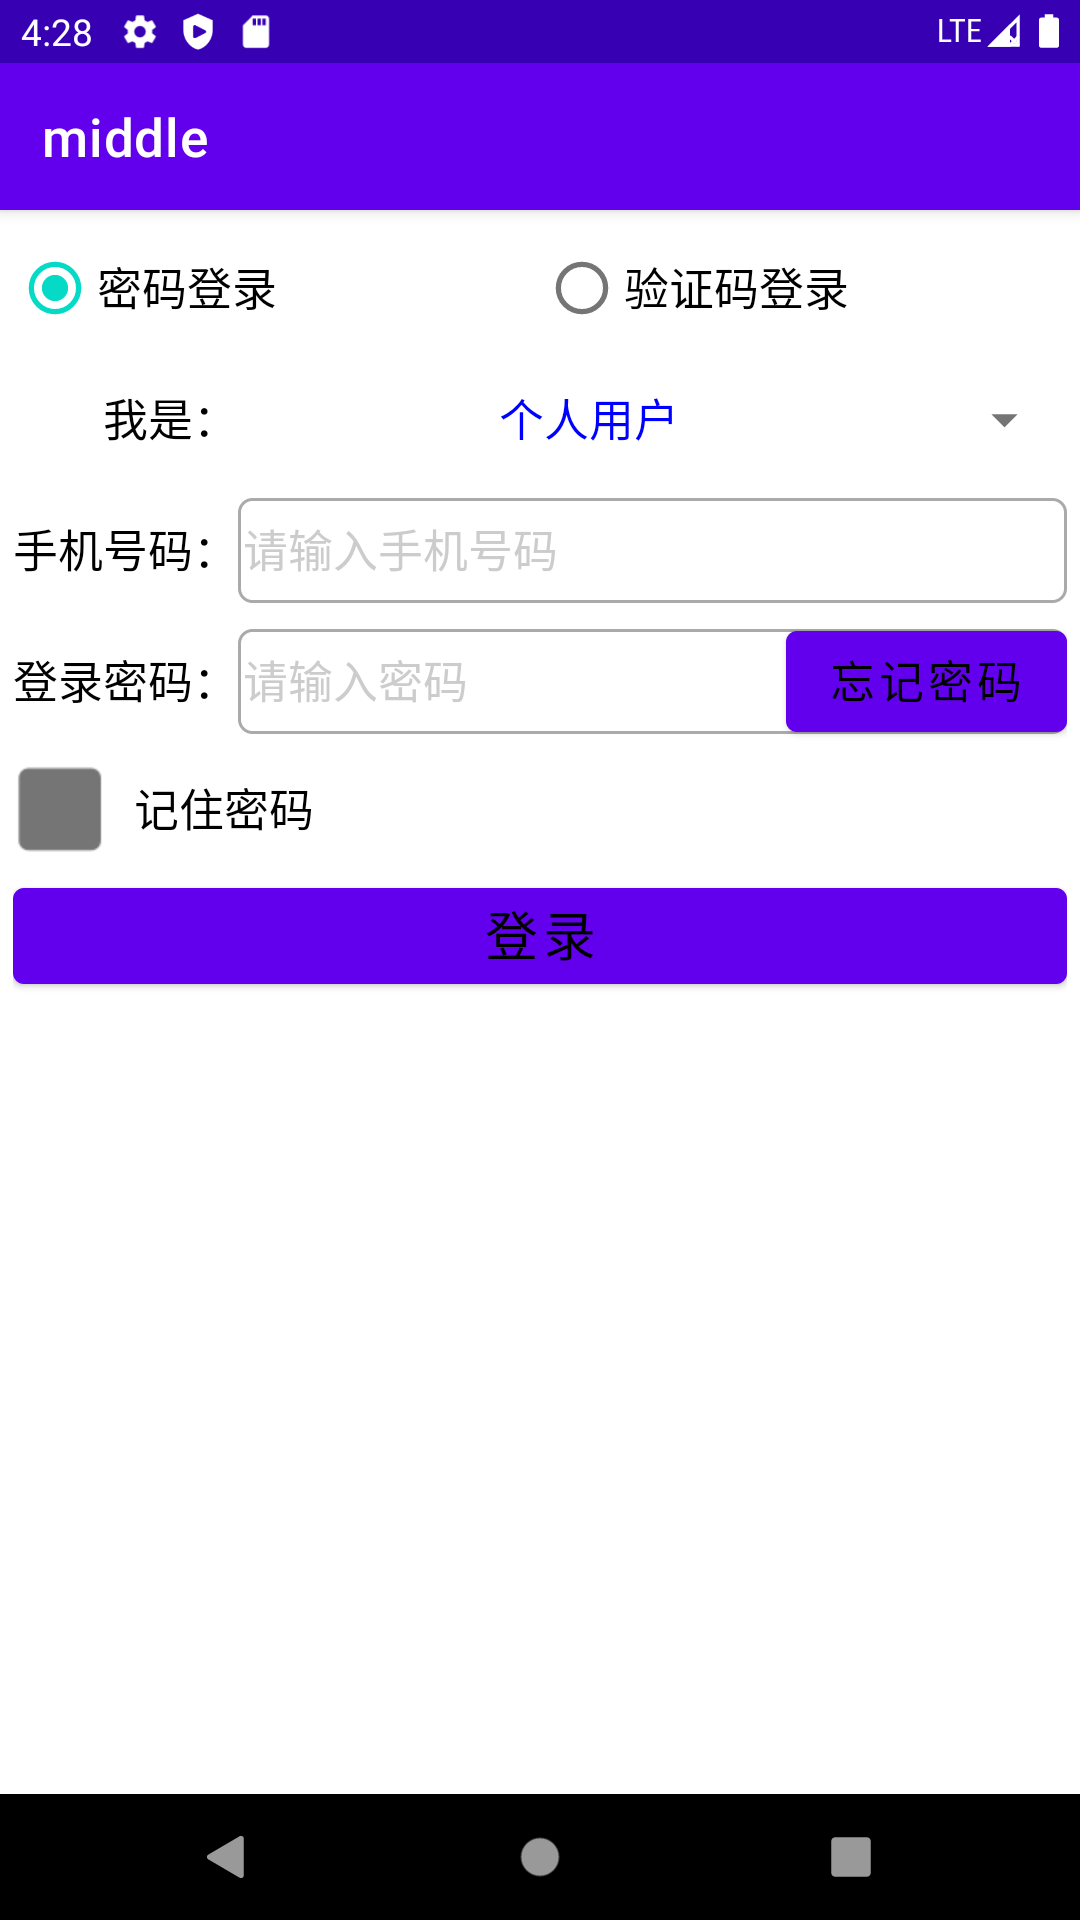 4:28 LTE
middle
密码登录 验证码登录
我是： 个人用户
手机号码： 请输入手机号码
登录密码： 请输入密码 忘记密码
记住密码
登录